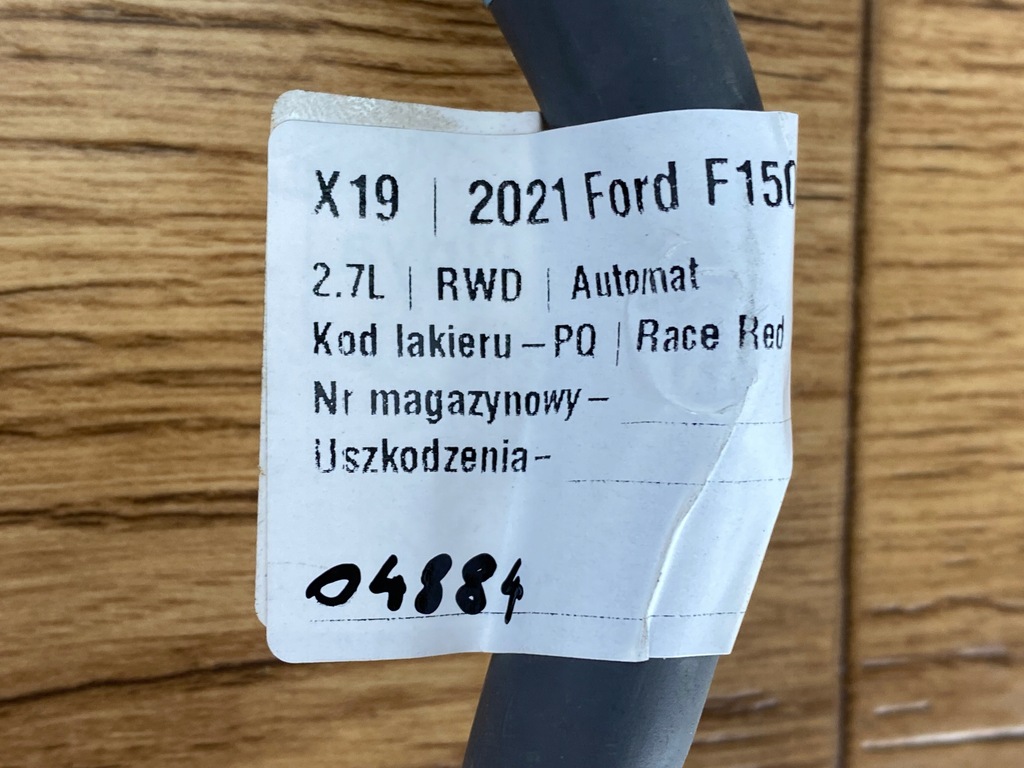 X19 | 2021 Ford F150
2.7L | RWD | Automat
Kod lakieru – PQ | Race Red
Nr magazynowy –
Uszkodzenia-
04884